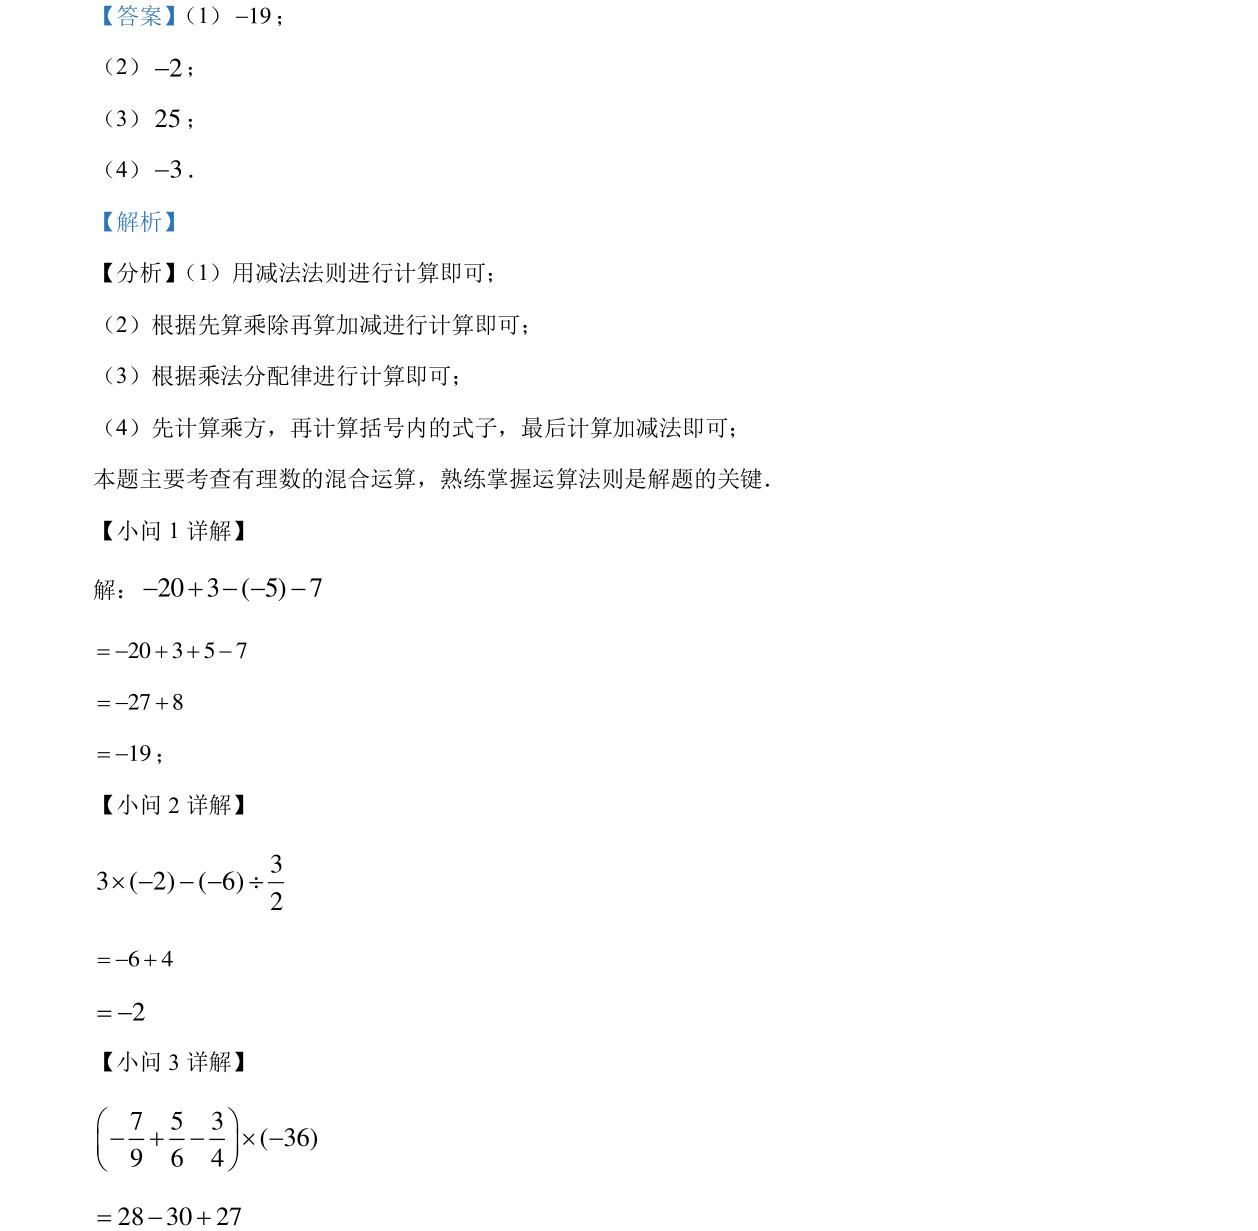 【答案】（1）−19；
（2）−2；
（3）25；
（4）−3．
【解析】
【分析】（1）用减法法则进行计算即可；
（2）根据先算乘除再算加减进行计算即可；
（3）根据乘法分配律进行计算即可；
（4）先计算乘方，再计算括号内的式子，最后计算加减法即可；
本题主要考查有理数的混合运算，熟练掌握运算法则是解题的关键．
【小问 1 详解】
解：−20+3−(−5)−7
=−20+3+5−7
=−27+8
=−19；
【小问 2 详解】
3×(−2)−(−6)÷3/2
=−6+4
=−2
【小问 3 详解】
(−7/9+5/6−3/4)×(−36)
=28−30+27